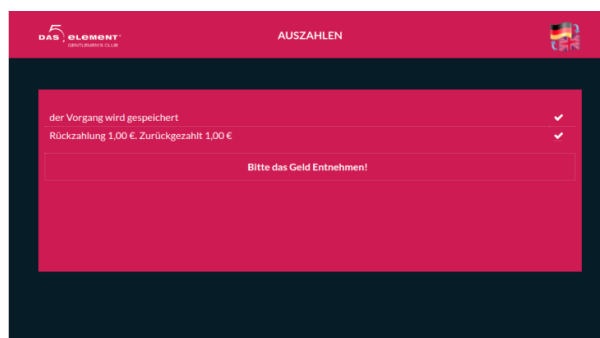 DAS 5 ELEMENT
GENTLEMEN'S CLUB
AUSZAHLEN
der Vorgang wird gespeichert
Rückzahlung 1,00 €. Zurückgezahlt 1,00 €
Bitte das Geld Entnehmen!